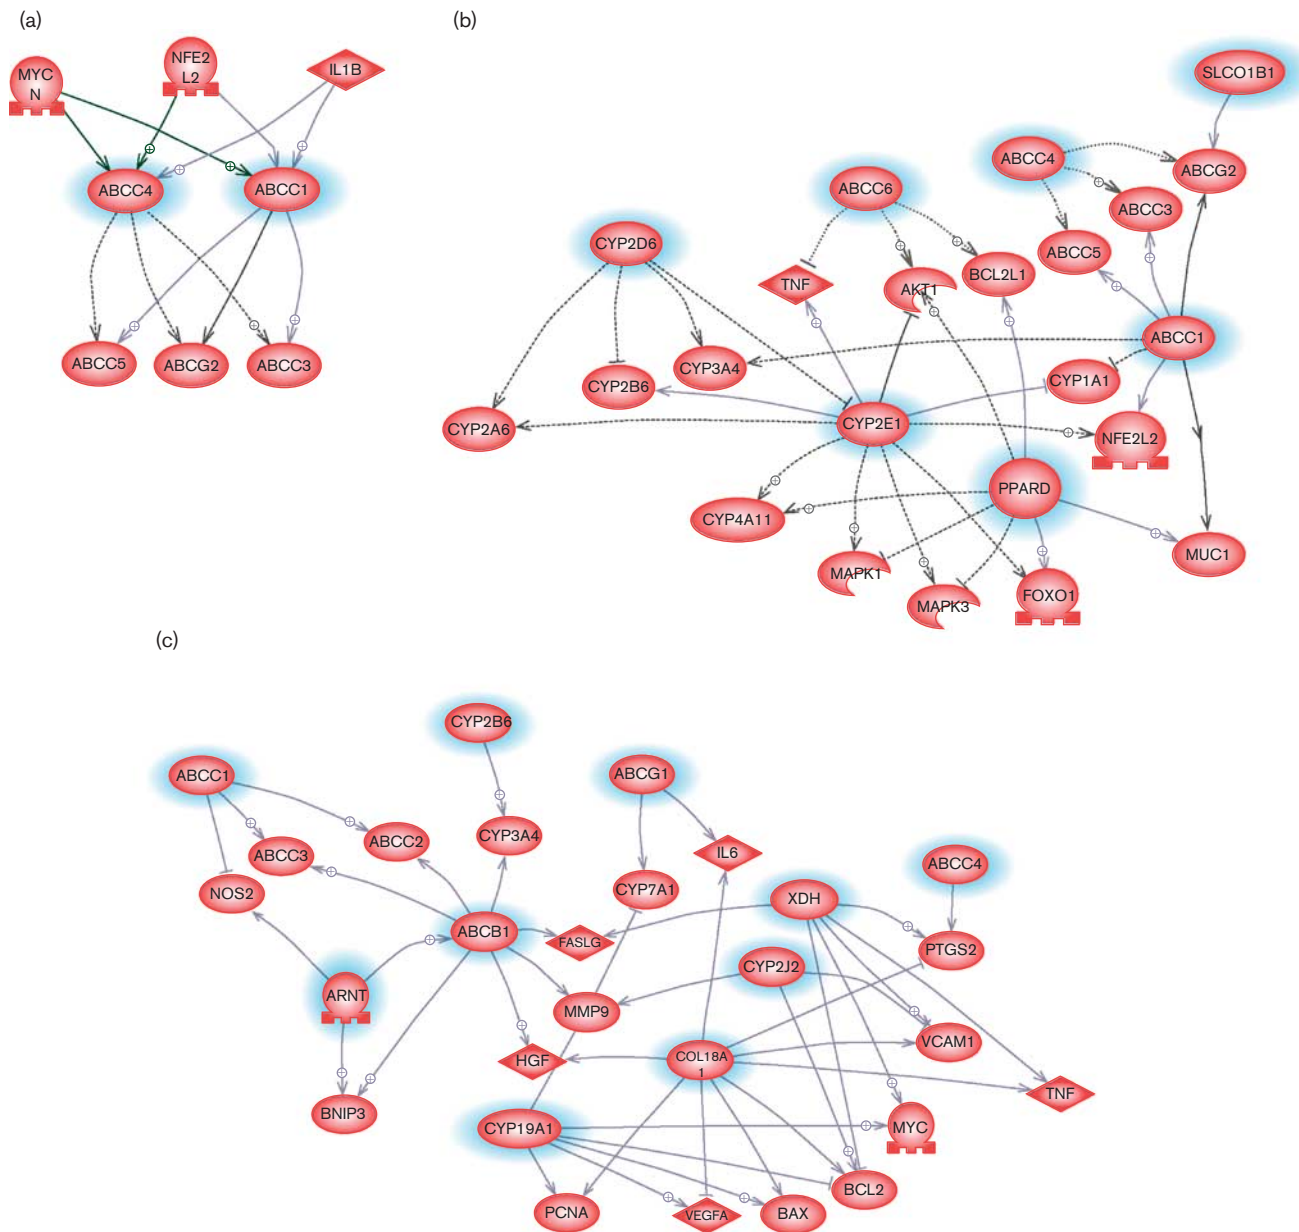 (a)
(b)
MYC
N
NFE2
L2
IL1B
ABCC4
ABCC1
ABCC5
ABCG2
ABCC3
SLCO1B1
ABCC4
ABCG2
ABCC6
ABCC3
CYP2D6
ABCC5
TNF
AKT1
BCL2L1
ABCC1
CYP3A4
CYP2B6
CYP1A1
CYP2A6
CYP2E1
NFE2L2
PPARD
CYP4A11
MUC1
MAPK1
MAPK3
FOXO1
(c)
CYP2B6
ABCC1
ABCG1
CYP3A4
ABCC2
ABCC3
IL6
ABCC4
NOS2
CYP7A1
XDH
ABCB1
FASLG
PTGS2
CYP2J2
ARNT
MMP9
VCAM1
HGF
COL18A
1
TNF
BNIP3
CYP19A1
MYC
BCL2
PCNA
VEGFA
BAX